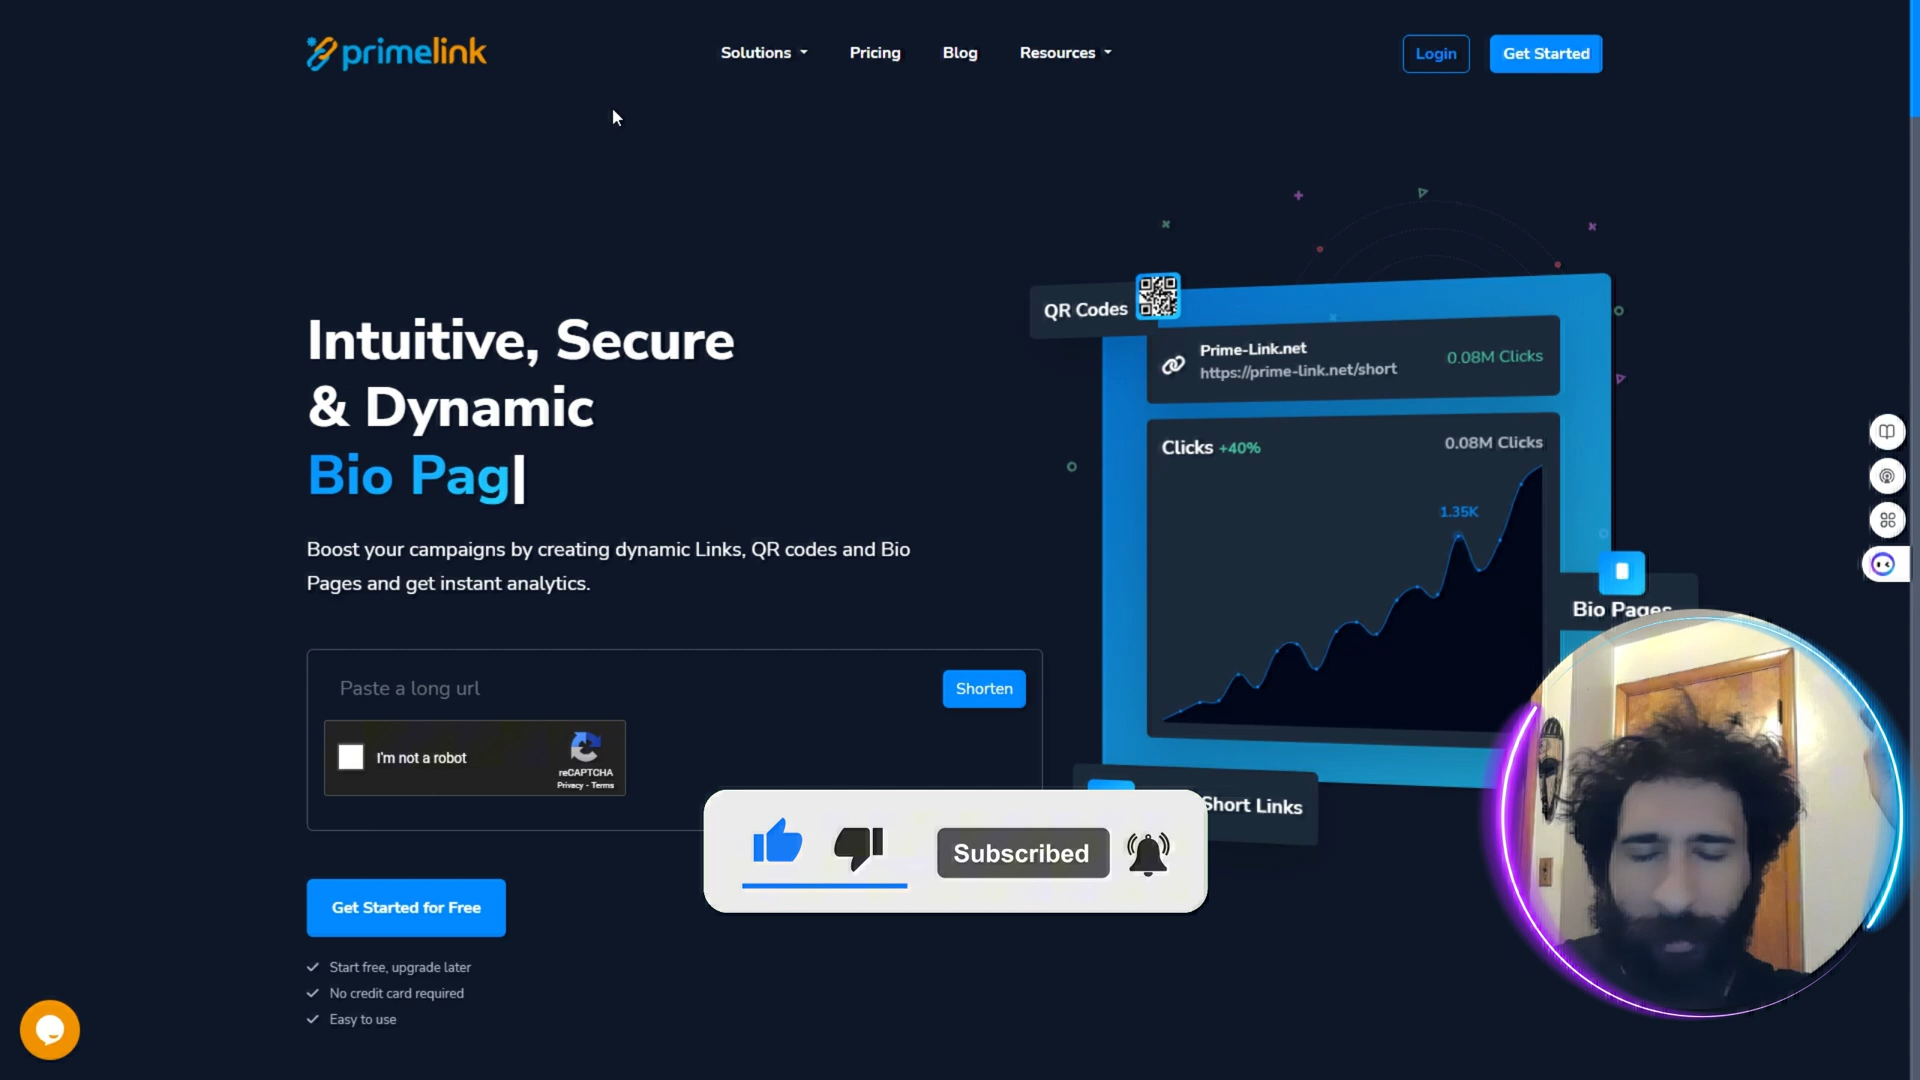 primelink
Solutions
Pricing
Blog
Resources
Login
Get Started
Intuitive, Secure
& Dynamic
Bio Pag
Boost your campaigns by creating dynamic Links, QR codes and Bio
Pages and get instant analytics.
Paste a long url
Shorten
I'm not a robot
reCAPTCHA
Privacy - Terms
Get Started for Free
Start free, upgrade later
No credit card required
Easy to use
QR Codes
Prime-Link.net
https://prime-link.net/short
0.08M Clicks
Clicks +40%
0.08M Clicks
1.35K
Bio Pages
Short Links
Subscribed